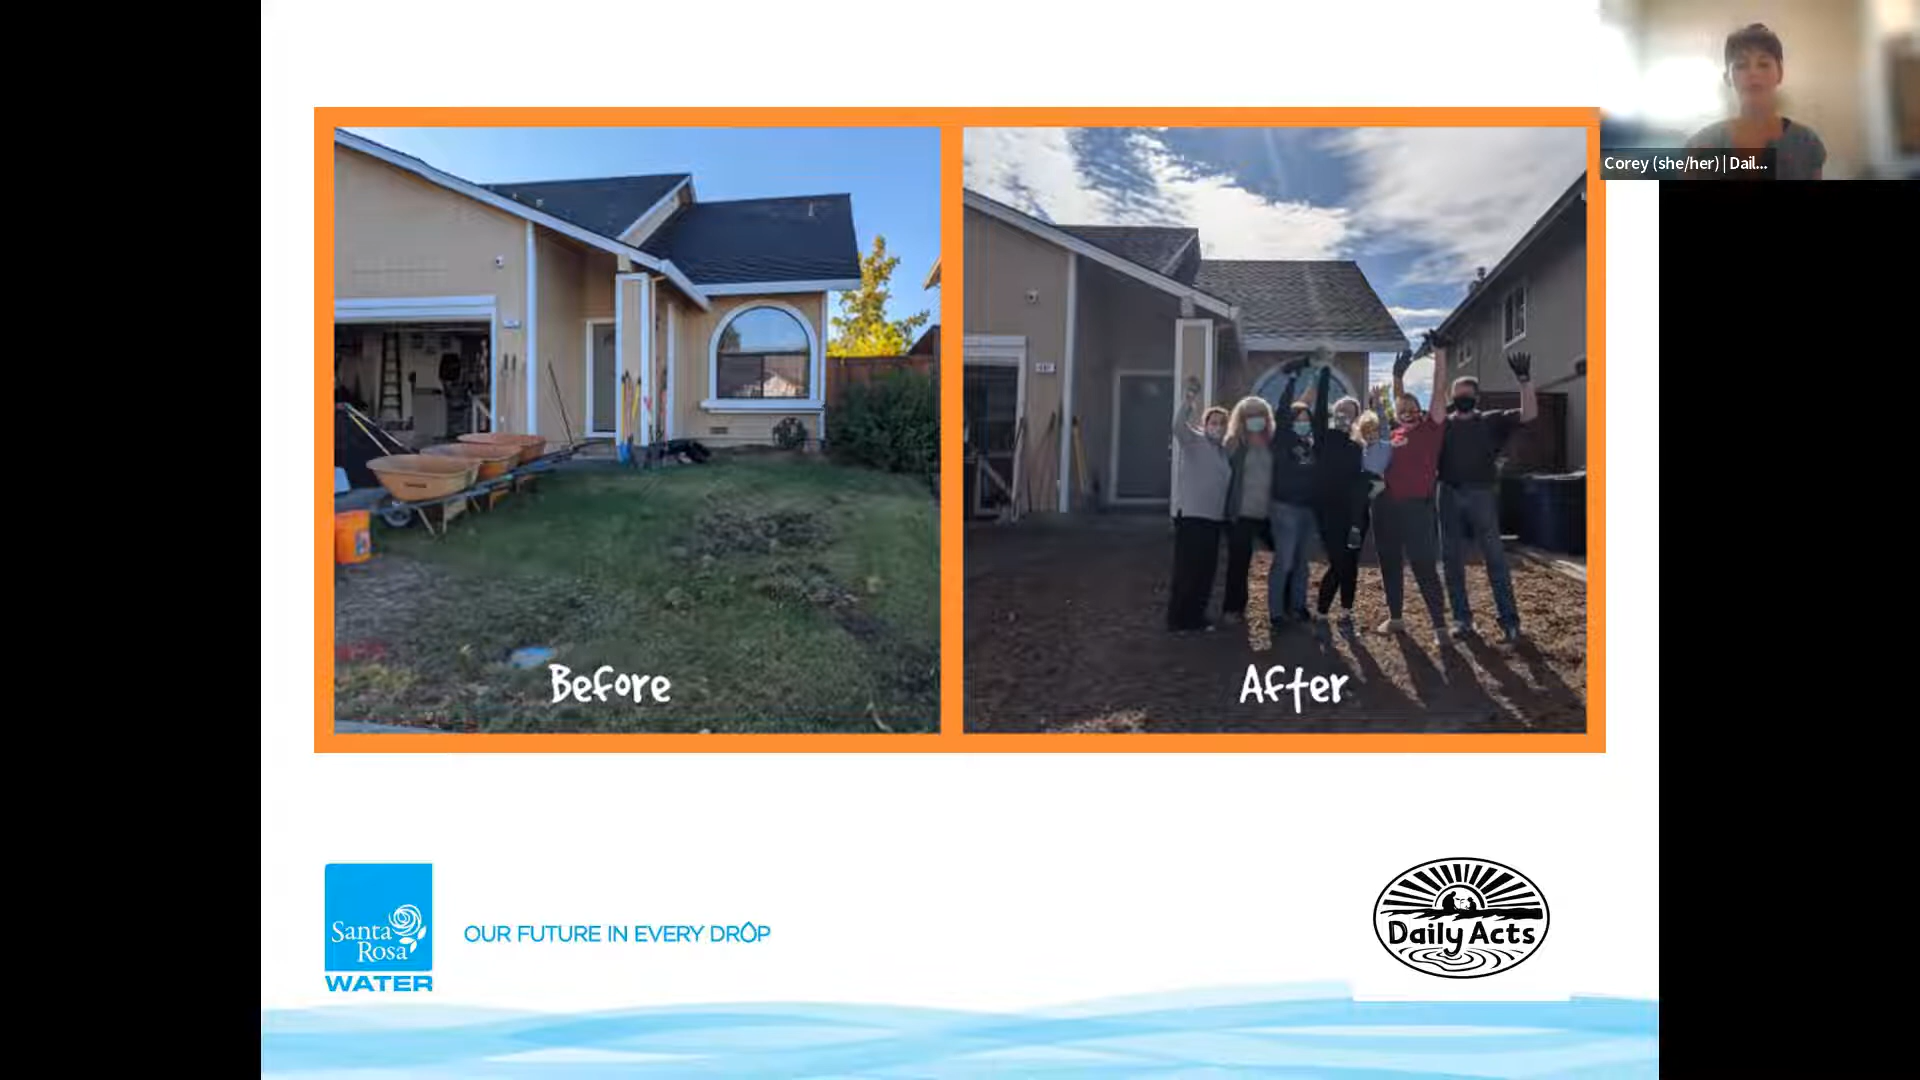 Corey (she/her) | Dail...
Before
After
Santa
Rosa
WATER
OUR FUTURE IN EVERY DROP
Daily Acts